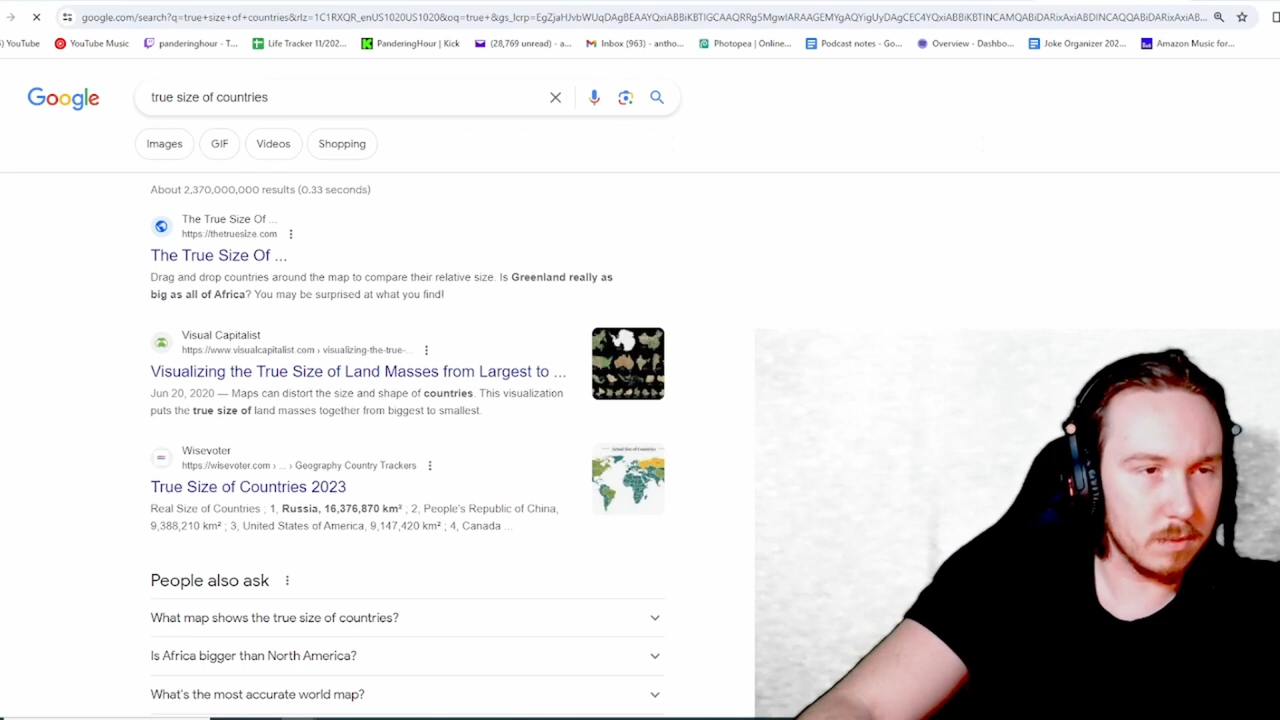 google.com/search?q=true+size+of+countries&rlz=1C1RXQR_enUS1020US1020&oq=true+&gs_lcrp=
) YouTube
YouTube Music
panderinghour - T...
Life Tracker 11/202...
PanderingHour | Kick
(28,769 unread) - a...
Inbox (963) - antho...
Photopea | Online...
Podcast notes - Go...
Overview - Dashbo...
Joke Organizer 202...
Amazon Music for...
Google
true size of countries
Images
GIF
Videos
Shopping
About 2,370,000,000 results (0.33 seconds)
The True Size Of ...
https://thetruesize.com
The True Size Of ...
Drag and drop countries around the map to compare their relative size. Is Greenland really as
big as all of Africa? You may be surprised at what you find!
Visual Capitalist
https://www.visualcapitalist.com › visualizing-the-true-...
Visualizing the True Size of Land Masses from Largest to ...
Jun 20, 2020 — Maps can distort the size and shape of countries. This visualization
puts the true size of land masses together from biggest to smallest.
Wisevoter
https://wisevoter.com › ... › Geography Country Trackers
True Size of Countries 2023
Real Size of Countries ; 1, Russia, 16,376,870 km² ; 2, People's Republic of China,
9,388,210 km² ; 3, United States of America, 9,147,420 km² ; 4, Canada ...
People also ask
What map shows the true size of countries?
Is Africa bigger than North America?
What's the most accurate world map?